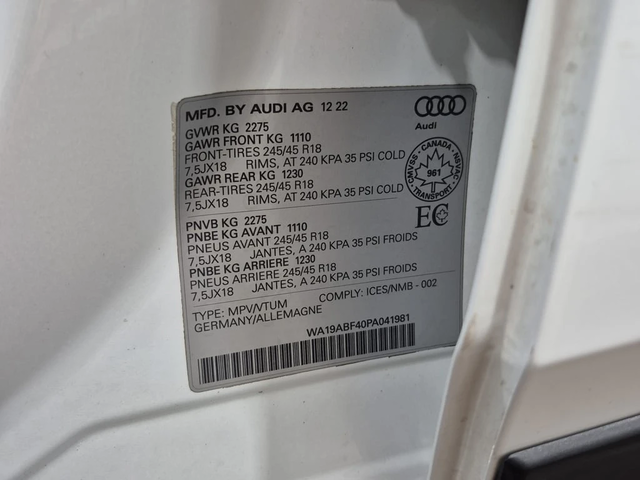 MFD. BY AUDI AG 12 22
Audi
GVWR KG 2275
GAWR FRONT KG 1110
FRONT-TIRES 245/45 R18
7,5JX18 RIMS, AT 240 KPA 35 PSI COLD
GAWR REAR KG 1230
REAR-TIRES 245/45 R18
7,5JX18 RIMS, AT 240 KPA 35 PSI COLD
CMVSS - CANADA - NSVAC
961
TRANSPORT
EC
PNVB KG 2275
PNBE KG AVANT 1110
PNEUS AVANT 245/45 R18
7,5JX18 JANTES, A 240 KPA 35 PSI FROIDS
PNBE KG ARRIERE 1230
PNEUS ARRIERE 245/45 R18
7,5JX18 JANTES, A 240 KPA 35 PSI FROIDS
TYPE: MPV/VTUM COMPLY: ICES/NMB - 002
GERMANY/ALLEMAGNE
WA19ABF40PA041981